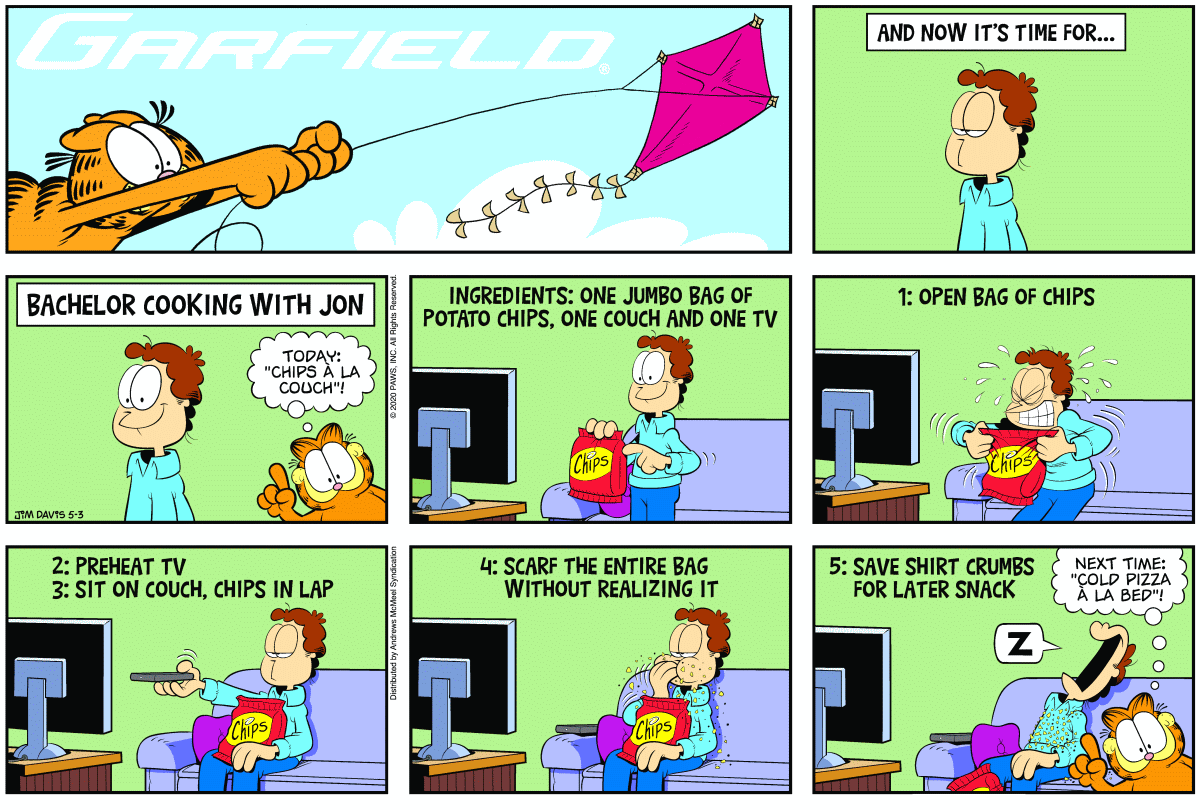 GARFIELD®
AND NOW IT'S TIME FOR...
BACHELOR COOKING WITH JON
TODAY:
"CHIPS À LA
COUCH"!
JIM DAVIS 5-3
© 2020 PAWS, INC. All Rights Reserved.
INGREDIENTS: ONE JUMBO BAG OF
POTATO CHIPS, ONE COUCH AND ONE TV
Chips
1: OPEN BAG OF CHIPS
Chips
2: PREHEAT TV
3: SIT ON COUCH, CHIPS IN LAP
Chips
Distributed by Andrews McMeel Syndication
4: SCARF THE ENTIRE BAG
WITHOUT REALIZING IT
Chips
5: SAVE SHIRT CRUMBS
FOR LATER SNACK
NEXT TIME:
"COLD PIZZA
À LA BED"!
Z